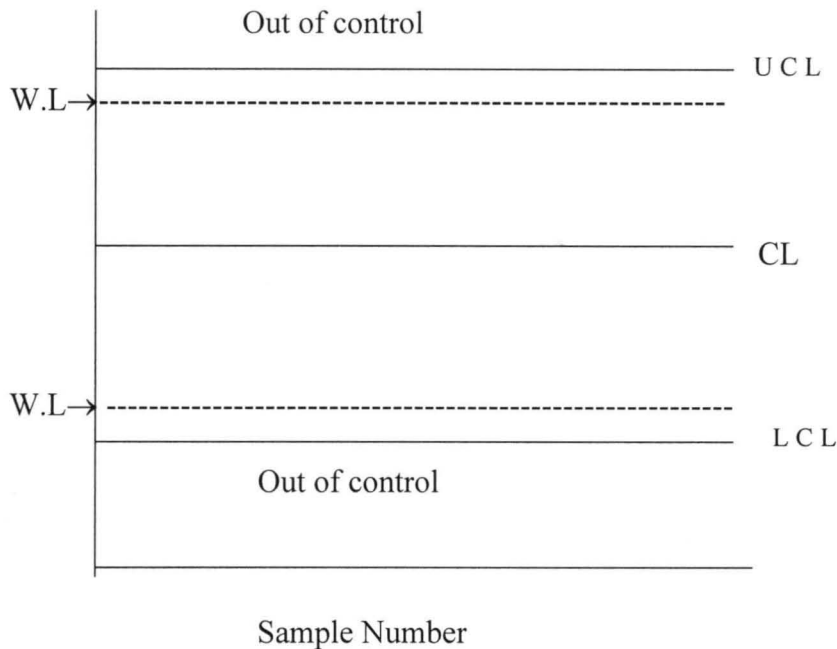 Out of control
U C L
W.L→
CL
W.L→
L C L
Out of control
Sample Number